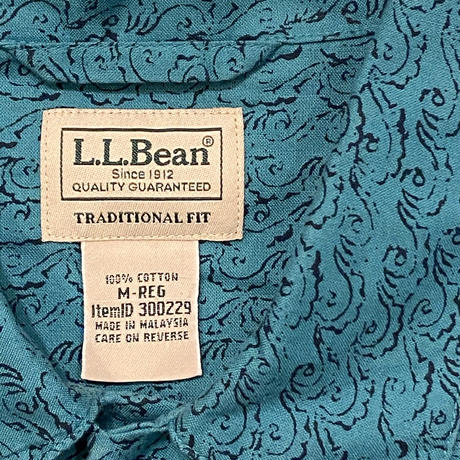 L.L.Bean®
Since 1912
QUALITY GUARANTEED
TRADITIONAL FIT
100% COTTON
M-REG
ItemID 300229
MADE IN MALAYSIA
CARE ON REVERSE